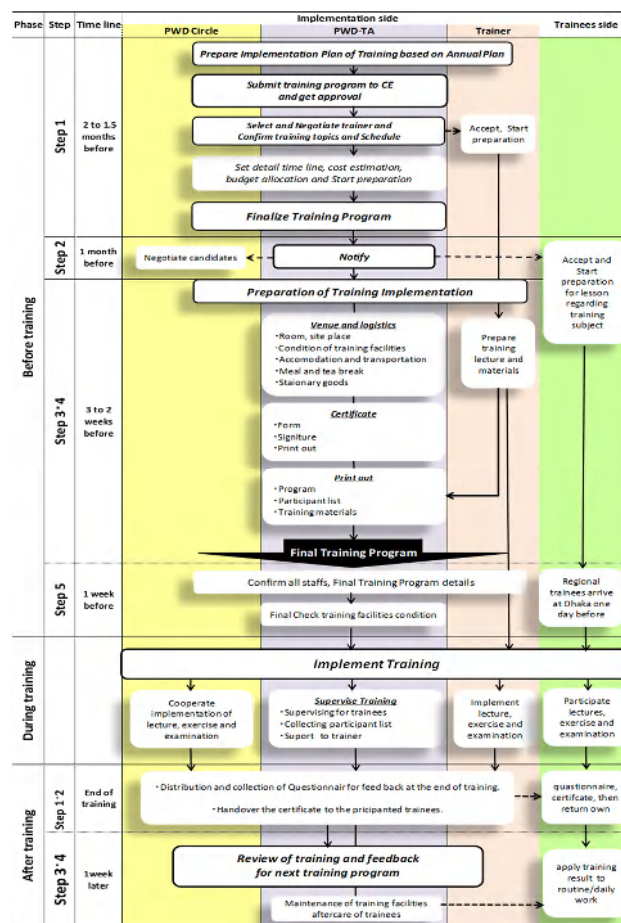 Implementation side
Phase Step Time line PWD Circle PWD-TA Trainer Trainees side
Prepare Implementation Plan of Training based on Annual Plan
Submit training program to CE
and get approval
Step 1
2 to 1.5
months
before
Select and Negotiate trainer and
Confirm training topics and Schedule
Accept, Start
preparation
Set detail time line, cost estimation,
budget allocation and Start preparation
Finalize Training Program
Before training
Step 2
1 month
before
Negotiate candidates
Notify
Accept and
Start
preparation
for lesson
regarding
training
subject
Preparation of Training Implementation
Step 3*4
3 to 2
weeks
before
Venue and logistics
・Room, site place
・Condition of training facilities
・Accomodation and transportation
・Meal and tea break
・Staionary goods
Prepare
training
lecture and
materials
Certificate
・Form
・Signiture
・Print out
Print out
・Program
・Participant list
・Training materials
Final Training Program
Step 5
1 week
before
Confirm all staffs, Final Training Program details
Final Check training facilities condition
Regional
trainees arrive
at Dhaka one
day before
During training
Implement Training
Cooperate
implementation of
lecture, exercise and
examination
Supervise Training
・Supervising for trainees
・Collecting participant list
・Suport to trainer
Implement
lecture,
exercise and
examination
Participate
lectures,
exercise and
examination
After training
Step 1*2
End of
training
・Distribution and collection of Questionnair for feed back at the end of training.
・Handover the certificate to the pricipanted trainees.
questionnaire,
certifcate, then
return own
Step 3*4
1week
later
Review of training and feedback
for next training program
Maintenance of training facilities
aftercare of trainees
apply training
result to
routine/daily
work